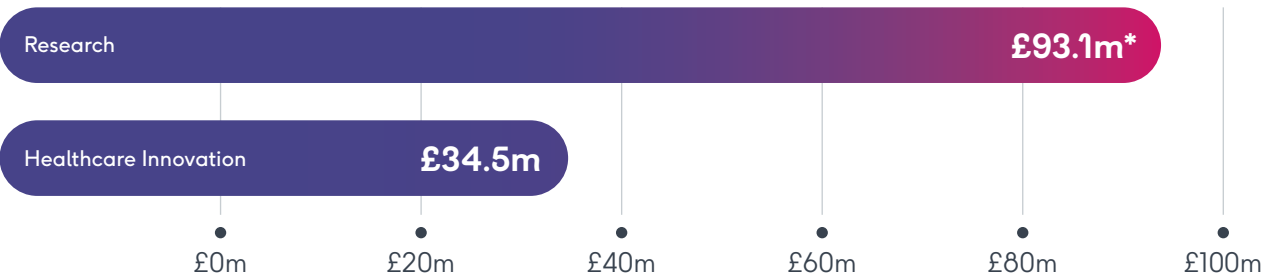 Research £93.1m*
Healthcare Innovation £34.5m
£0m £20m £40m £60m £80m £100m